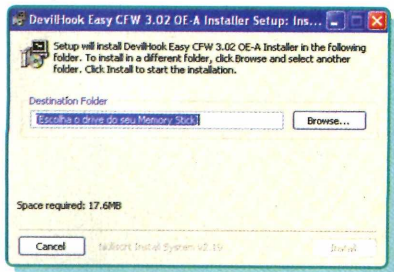 DevilHook Easy CFW 3.02 OE-A Installer Setup: Ins...
Setup will install DevilHook Easy CFW 3.02 OE-A Installer in the following
folder. To install in a different folder, click Browse and select another
folder. Click Install to start the installation.
Destination Folder
"Escolha o drive do seu Memory Stick"
Browse...
Space required: 17.6MB
Cancel
Nullsoft Install System v2.19
Install